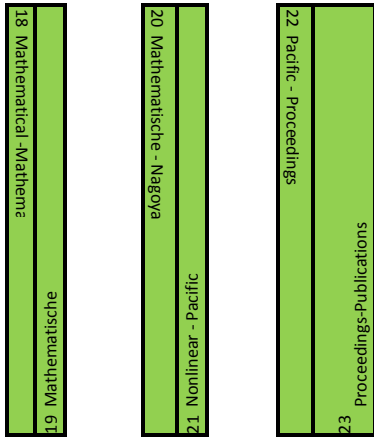 18 Mathematical -Mathema
19 Mathematische
20 Mathematische - Nagoya
21 Nonlinear - Pacific
22 Pacific - Proceedings
23 Proceedings-Publications